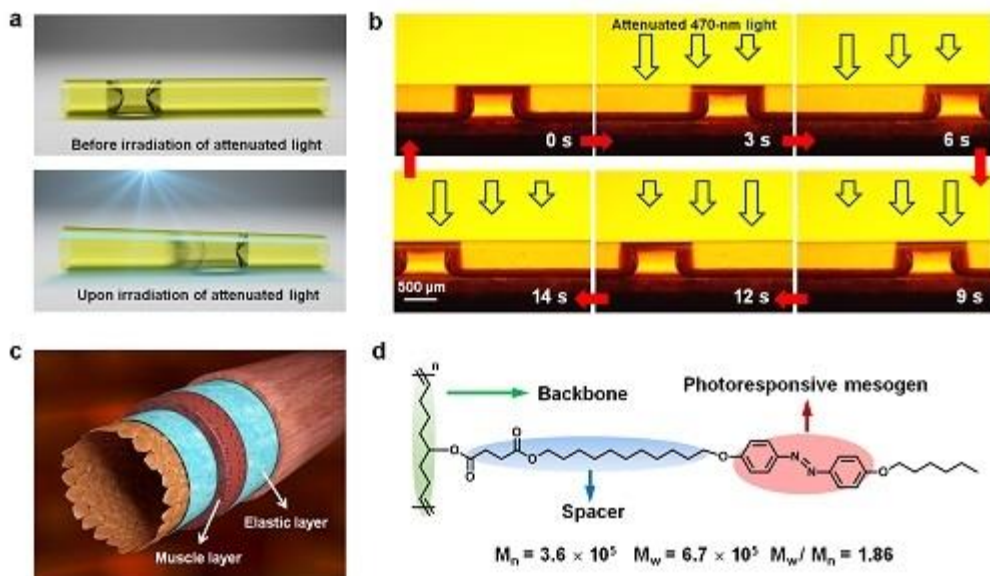 a
Before irradiation of attenuated light
Upon irradiation of attenuated light
b
Attenuated 470-nm light
0 s
3 s
6 s
14 s
12 s
9 s
500 µm
c
Elastic layer
Muscle layer
d
n
Backbone
Photoresponsive mesogen
O
O
O
O
O
N
N
O
Spacer
Mₙ = 3.6 × 10⁵ M_w = 6.7 × 10⁵ M_w/ Mₙ = 1.86